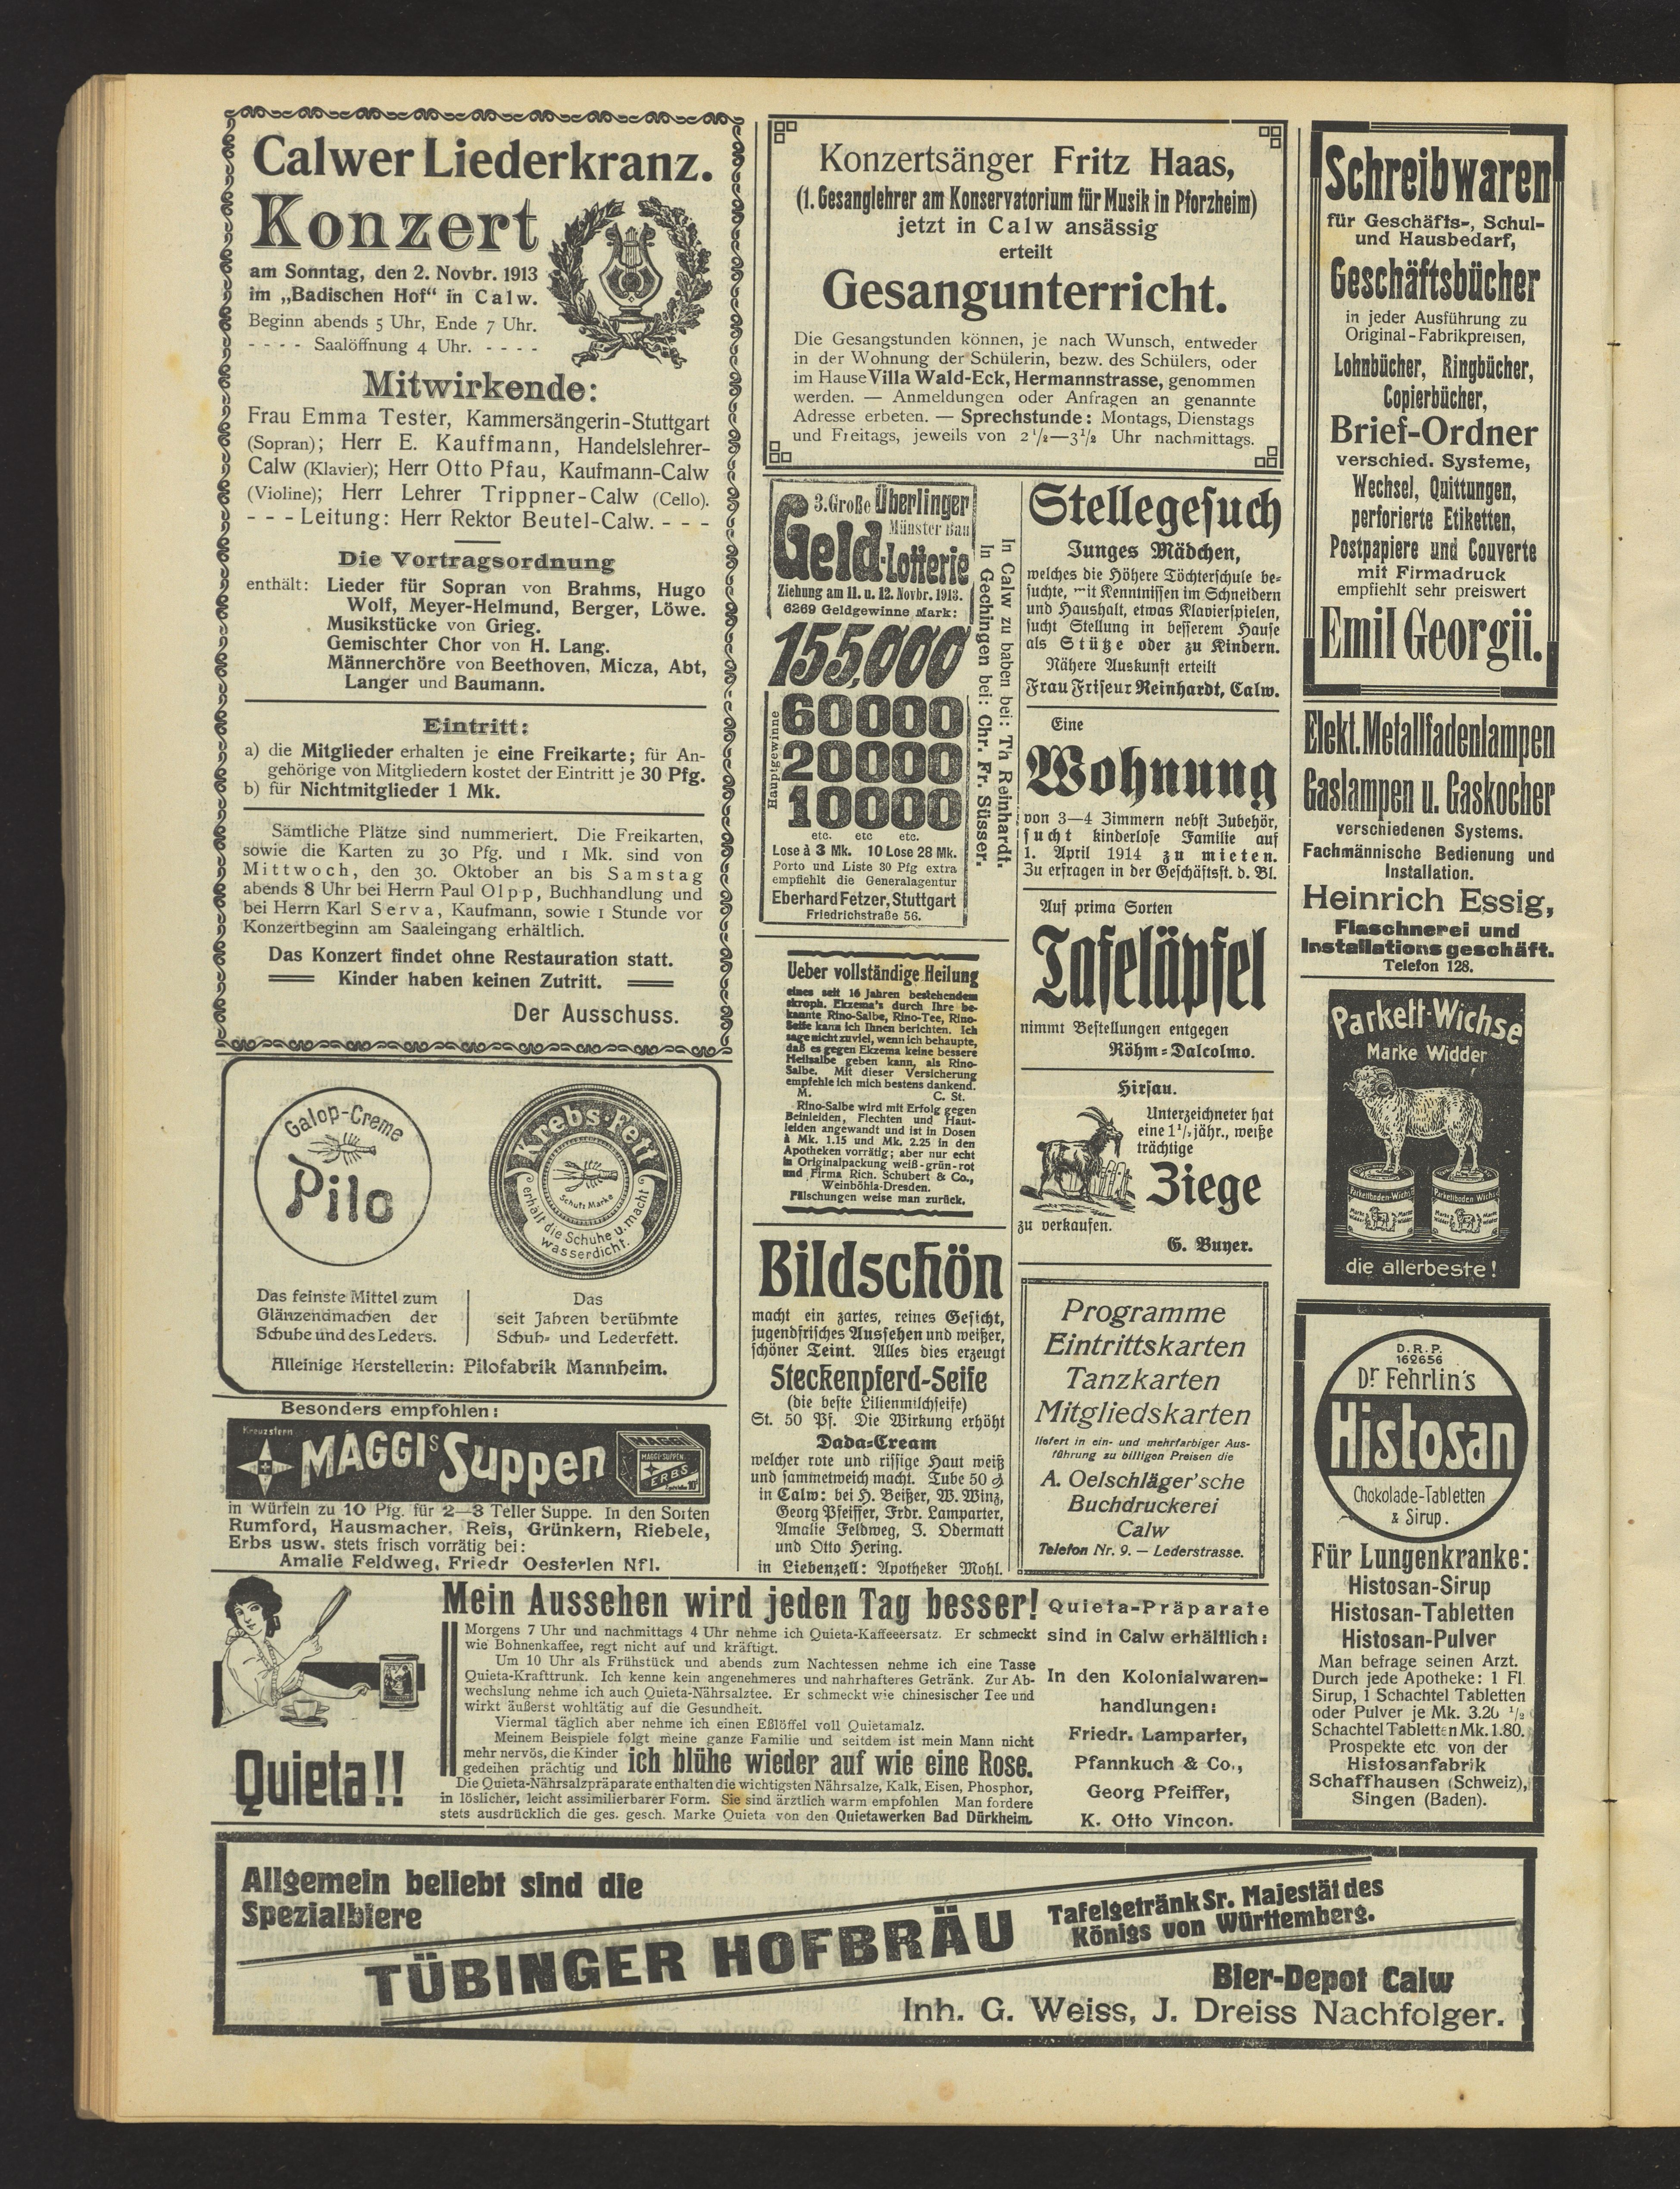 Calwer Liederkranz.
Konzert
am Sonntag, den 2. Novbr. 1913
im „Badischen Hof“ in Calw.
Beginn abends 5 Uhr, Ende 7 Uhr.
- - - - Saalöffnung 4 Uhr. - - - -
Mitwirkende:
Frau Emma Tester, Kammersängerin-Stuttgart
(Sopran); Herr E. Kauffmann, Handelslehrer-
Calw (Klavier); Herr Otto Pfau, Kaufmann-Calw
(Violine); Herr Lehrer Trippner-Calw (Cello).
- - - Leitung: Herr Rektor Beutel-Calw. - - -
Die Vortragsordnung
enthält: Lieder für Sopran von Brahms, Hugo
Wolf, Meyer-Helmund, Berger, Löwe.
Musikstücke von Grieg.
Gemischter Chor von H. Lang.
Männerchöre von Beethoven, Micza, Abt,
Langer und Baumann.
Eintritt:
a) die Mitglieder erhalten je eine Freikarte; für An-
gehörige von Mitgliedern kostet der Eintritt je 30 Pfg.
b) für Nichtmitglieder 1 Mk.
Sämtliche Plätze sind nummeriert. Die Freikarten,
sowie die Karten zu 30 Pfg. und 1 Mk. sind von
Mittwoch, den 30. Oktober an bis Samstag
abends 8 Uhr bei Herrn Paul Olpp, Buchhandlung und
bei Herrn Karl Serva, Kaufmann, sowie 1 Stunde vor
Konzertbeginn am Saaleingang erhältlich.
Das Konzert findet ohne Restauration statt.
Kinder haben keinen Zutritt.
Der Ausschuss.
Galop-Creme
Pilo
Krebs-Fett
Schutz Marke
erhält die Schuhe u. macht
wasserdicht.
Das feinste Mittel zum
Glänzendmachen der
Schuhe und des Leders.
Das
seit Jahren berühmte
Schuh- und Lederfett.
Alleinige Herstellerin: Pilofabrik Mannheim.
Besonders empfohlen:
Kreuzstern
MAGGIs Suppen
MAGGI
MAGGI-SUPPEN
ERBS
in Würfeln zu 10 Pfg. für 2—3 Teller Suppe. In den Sorten
Rumford, Hausmacher, Reis, Grünkern, Riebele,
Erbs usw. stets frisch vorrätig bei:
Amalie Feldweg, Friedr Oesterlen Nfl.
Konzertsänger Fritz Haas,
(1. Gesanglehrer am Konservatorium für Musik in Pforzheim)
jetzt in Calw ansässig
erteilt
Gesangunterricht.
Die Gesangstunden können, je nach Wunsch, entweder
in der Wohnung der Schülerin, bezw. des Schülers, oder
im Hause Villa Wald-Eck, Hermannstrasse, genommen
werden. — Anmeldungen oder Anfragen an genannte
Adresse erbeten. — Sprechstunde: Montags, Dienstags
und Freitags, jeweils von 2 1/2—3 1/2 Uhr nachmittags.
3. Große Überlinger
Münster Bau
Geld-Lotterie
Ziehung am 11. u. 12. Novbr. 1913.
6269 Geldgewinne Mark:
155,000
Hauptgewinne
60000
20000
10000
etc. etc etc.
Lose à 3 Mk. 10 Lose 28 Mk.
Porto und Liste 30 Pfg extra
empfiehlt die Generalagentur
Eberhard Fetzer, Stuttgart
Friedrichstraße 56.
In Calw zu baben bei: Th Reinhardt.
In Gechingen bei: Chr. Fr. Süsser.
Ueber vollständige Heilung
eines seit 16 Jahren bestehendem
skroph. Ekzema's durch Ihre be-
kannte Rino-Salbe, Rino-Tee, Rino-
Seife kann ich Ihnen berichten. Ich
sage nicht zuviel, wenn ich behaupte,
daß es gegen Ekzema keine bessere
Heilsalbe geben kann, als Rino-
Salbe. Mit dieser Versicherung
empfehle ich mich bestens dankend.
M. C. St.
Rino-Salbe wird mit Erfolg gegen
Beinleiden, Flechten und Haut-
leiden angewandt und ist in Dosen
à Mk. 1.15 und Mk. 2.25 in den
Apotheken vorrätig; aber nur echt
in Originalpackung weiß-grün-rot
und Firma Rich. Schubert & Co.,
Weinböhla-Dresden.
Fälschungen weise man zurück.
Bildschön
macht ein zartes, reines Gesicht,
jugendfrisches Aussehen und weißer,
schöner Teint. Alles dies erzeugt
Steckenpferd-Seife
(die beste Lilienmilchseife)
St. 50 Pf. Die Wirkung erhöht
Dada-Cream
welcher rote und rissige Haut weiß
und sammetweich macht. Tube 50 ₰
in Calw: bei H. Beißer, W. Winz,
Georg Pfeiffer, Frdr. Lamparter,
Amalie Feldweg, J. Odermatt
und Otto Hering.
in Liebenzell: Apotheker Mohl.
Stellegesuch
Junges Mädchen,
welches die Höhere Töchterschule be-
suchte, mit Kenntnissen im Schneidern
und Haushalt, etwas Klavierspielen,
sucht Stellung in besserem Hause
als Stütze oder zu Kindern.
Nähere Auskunft erteilt
Frau Friseur Reinhardt, Calw.
Eine
Wohnung
von 3—4 Zimmern nebst Zubehör,
sucht kinderlose Familie auf
1. April 1914 zu mieten.
Zu erfragen in der Geschäftsst. d. Bl.
Auf prima Sorten
Tafeläpfel
nimmt Bestellungen entgegen
Röhm-Dalcolmo.
Hirsau.
Unterzeichneter hat
eine 1 1/2 jähr., weiße
trächtige
Ziege
zu verkaufen.
G. Buyer.
Programme
Eintrittskarten
Tanzkarten
Mitgliedskarten
liefert in ein- und mehrfarbiger Aus-
führung zu billigen Preisen die
A. Oelschläger'sche
Buchdruckerei
Calw
Telefon Nr. 9. — Lederstrasse.
Schreibwaren
für Geschäfts-, Schul-
und Hausbedarf,
Geschäftsbücher
in jeder Ausführung zu
Original-Fabrikpreisen,
Lohnbücher, Ringbücher,
Copierbücher,
Brief-Ordner
verschied. Systeme,
Wechsel, Quittungen,
perforierte Etiketten,
Postpapiere und Couverte
mit Firmadruck
empfiehlt sehr preiswert
Emil Georgii.
Elekt. Metallfadenlampen
Gaslampen u. Gaskocher
verschiedenen Systems.
Fachmännische Bedienung und
Installation.
Heinrich Essig,
Flaschnerei und
Installationsgeschäft.
Telefon 128.
Parkett-Wichse
Marke Widder
Parkettboden-Wichse
Marke Widder
Parkettboden Wichse
Marke Widder
die allerbeste!
D.R.P.
162656
Dr Fehrlin's
Histosan
Chokolade-Tabletten
& Sirup.
Für Lungenkranke:
Histosan-Sirup
Histosan-Tabletten
Histosan-Pulver
Man befrage seinen Arzt.
Durch jede Apotheke: 1 Fl.
Sirup, 1 Schachtel Tabletten
oder Pulver je Mk. 3.20 1/2
Schachtel Tabletten Mk. 1.80.
Prospekte etc von der
Histosanfabrik
Schaffhausen (Schweiz),
Singen (Baden).
Quieta!!
Mein Aussehen wird jeden Tag besser!
Morgens 7 Uhr und nachmittags 4 Uhr nehme ich Quieta-Kaffeeersatz. Er schmeckt
wie Bohnenkaffee, regt nicht auf und kräftigt.
Um 10 Uhr als Frühstück und abends zum Nachtessen nehme ich eine Tasse
Quieta-Krafttrunk. Ich kenne kein angenehmeres und nahrhafteres Getränk. Zur Ab-
wechslung nehme ich auch Quieta-Nährsalztee. Er schmeckt wie chinesischer Tee und
wirkt äußerst wohltätig auf die Gesundheit.
Viermal täglich aber nehme ich einen Eßlöffel voll Quietamalz.
Meinem Beispiele folgt meine ganze Familie und seitdem ist mein Mann nicht
mehr nervös, die Kinder
gedeihen prächtig und ich blühe wieder auf wie eine Rose.
Die Quieta-Nährsalzpräparate enthalten die wichtigsten Nährsalze, Kalk, Eisen, Phosphor,
in löslicher, leicht assimilierbarer Form. Sie sind ärztlich warm empfohlen Man fordere
stets ausdrücklich die ges. gesch. Marke Quieta von den Quietawerken Bad Dürkheim.
Quieta-Präparate
sind in Calw erhältlich:
In den Kolonialwaren-
handlungen:
Friedr. Lamparter,
Pfannkuch & Co.,
Georg Pfeiffer,
K. Otto Vincon.
Allgemein beliebt sind die
Spezialbiere
TÜBINGER HOFBRÄU
Tafelgetränk Sr. Majestät des
Königs von Württemberg.
Bier-Depot Calw
Inh. G. Weiss, J. Dreiss Nachfolger.